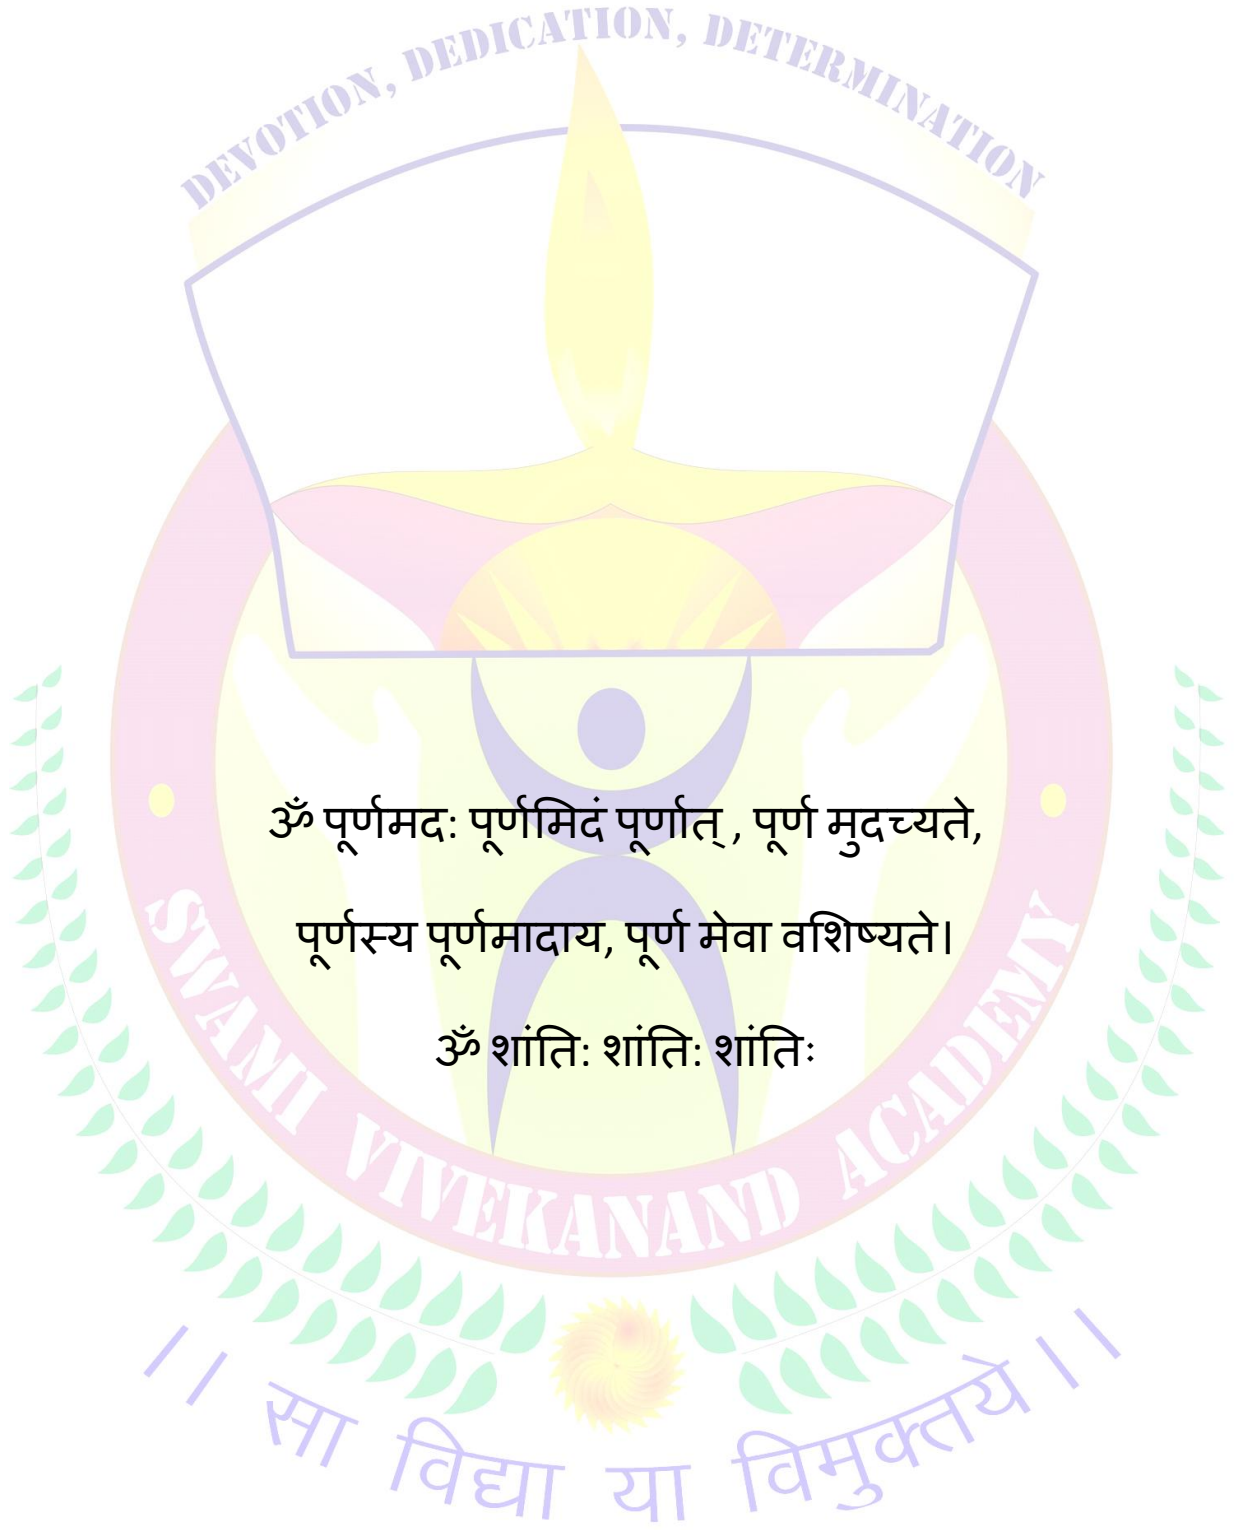 DEVOTION, DEDICATION, DETERMINATION
ॐ पूर्णमद: पूर्णमिदं पूर्णात् , पूर्ण मुदच्यते,
पूर्णस्य पूर्णमादाय, पूर्ण मेवा वशिष्यते।
ॐ शांति: शांति: शांतिः
SWAMI VIVEKANAND ACADEMY
।। सा विद्या या विमुक्तये ।।